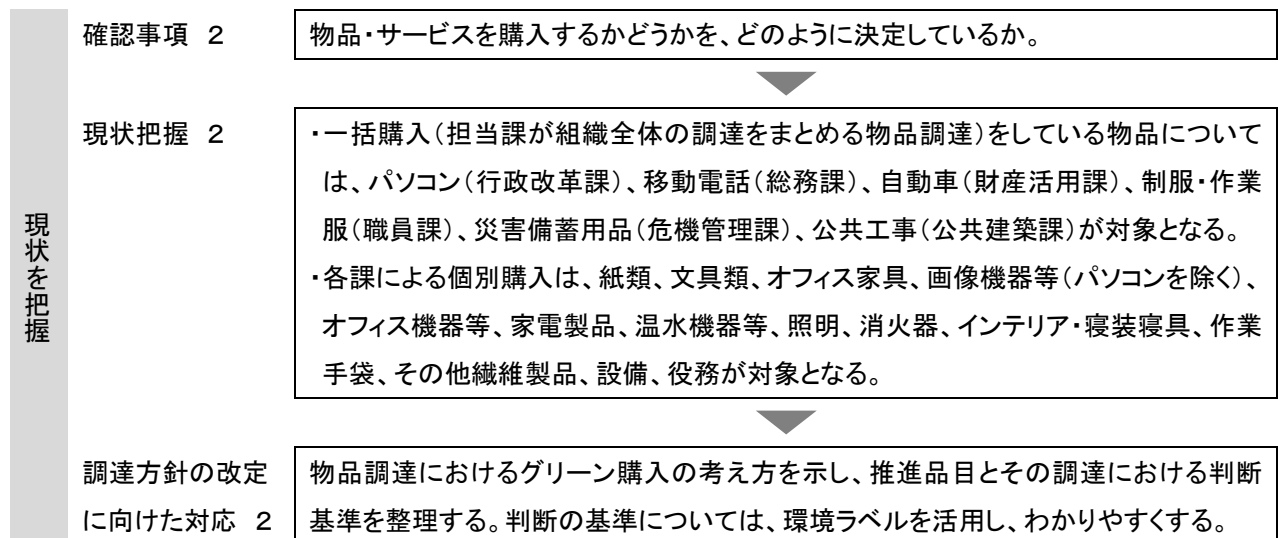 現状を把握
確認事項 2
物品・サービスを購入するかどうかを、どのように決定しているか。
現状把握 2
・一括購入（担当課が組織全体の調達をまとめる物品調達）をしている物品について
は、パソコン（行政改革課）、移動電話（総務課）、自動車（財産活用課）、制服・作業
服（職員課）、災害備蓄用品（危機管理課）、公共工事（公共建築課）が対象となる。
・各課による個別購入は、紙類、文具類、オフィス家具、画像機器等（パソコンを除く）、
オフィス機器等、家電製品、温水機器等、照明、消火器、インテリア・寝装寝具、作業
手袋、その他繊維製品、設備、役務が対象となる。
調達方針の改定
に向けた対応 2
物品調達におけるグリーン購入の考え方を示し、推進品目とその調達における判断
基準を整理する。判断の基準については、環境ラベルを活用し、わかりやすくする。